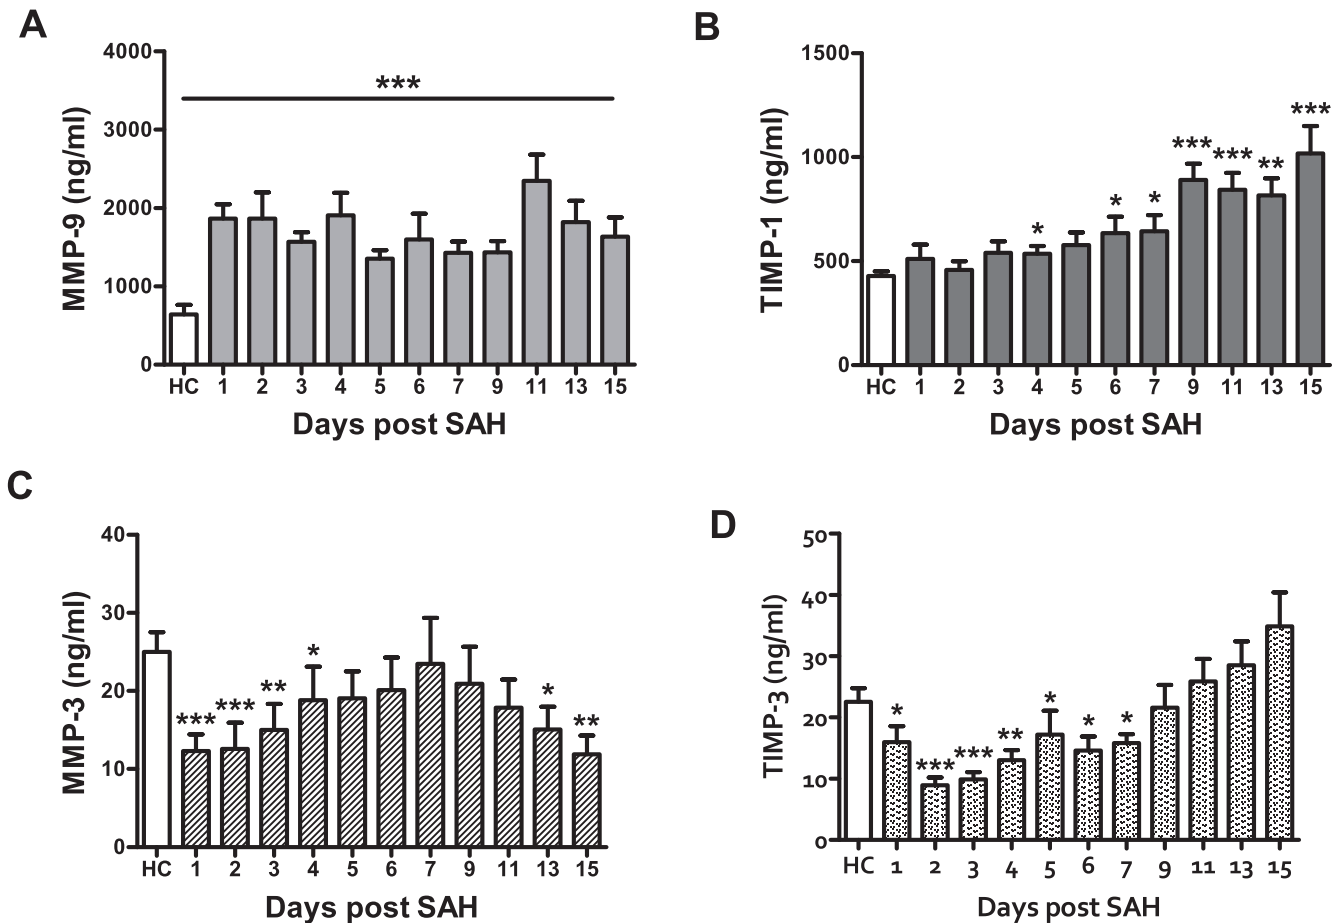 A
MMP-9 (ng/ml)
4000
3000
2000
1000
0
***
HC 1 2 3 4 5 6 7 9 11 13 15
Days post SAH
B
TIMP-1 (ng/ml)
1500
1000
500
0
* * * *** *** ** ***
HC 1 2 3 4 5 6 7 9 11 13 15
Days post SAH
C
MMP-3 (ng/ml)
40
30
20
10
0
*** *** ** * * **
HC 1 2 3 4 5 6 7 9 11 13 15
Days post SAH
D
TIMP-3 (ng/ml)
50
40
30
20
10
0
* *** *** ** * * *
HC 1 2 3 4 5 6 7 9 11 13 15
Days post SAH